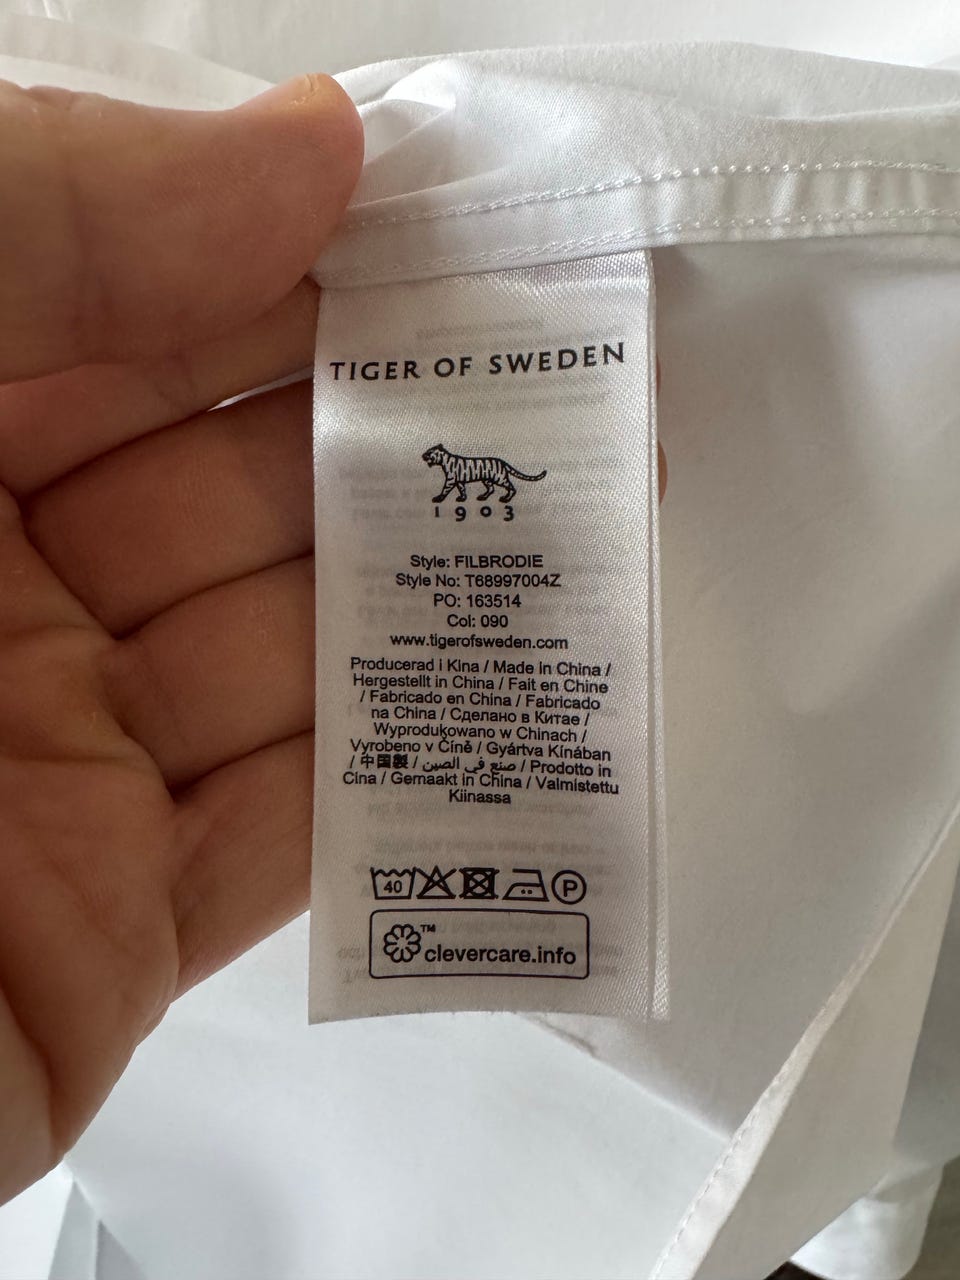 TIGER OF SWEDEN
1903
Style: FILBRODIE
Style No: T68997004Z
PO: 163514
Col: 090
www.tigerofsweden.com
Producerad i Kina / Made in China /
Hergestellt in China / Fait en Chine
/ Fabricado en China / Fabricado
na China / Сделано в Китае /
Wyprodukowano w Chinach /
Vyrobeno v Číně / Gyártva Kínában
/ 中国製 / صنع في الصين / Prodotto in
Cina / Gemaakt in China / Valmistettu
Kiinassa
40 P
™ clevercare.info